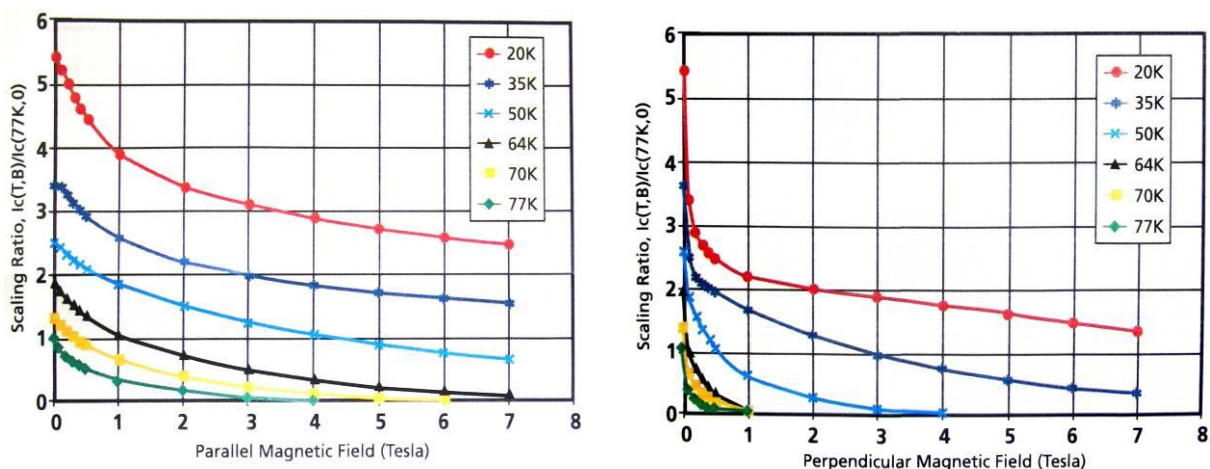 Scaling Ratio, Ic(T,B)/Ic(77K,0)
6
5
4
3
2
1
0
0 1 2 3 4 5 6 7 8
Parallel Magnetic Field (Tesla)
20K
35K
50K
64K
70K
77K
Scaling Ratio, Ic(T,B)/Ic(77K,0)
6
5
4
3
2
1
0
0 1 2 3 4 5 6 7 8
Perpendicular Magnetic Field (Tesla)
20K
35K
50K
64K
70K
77K